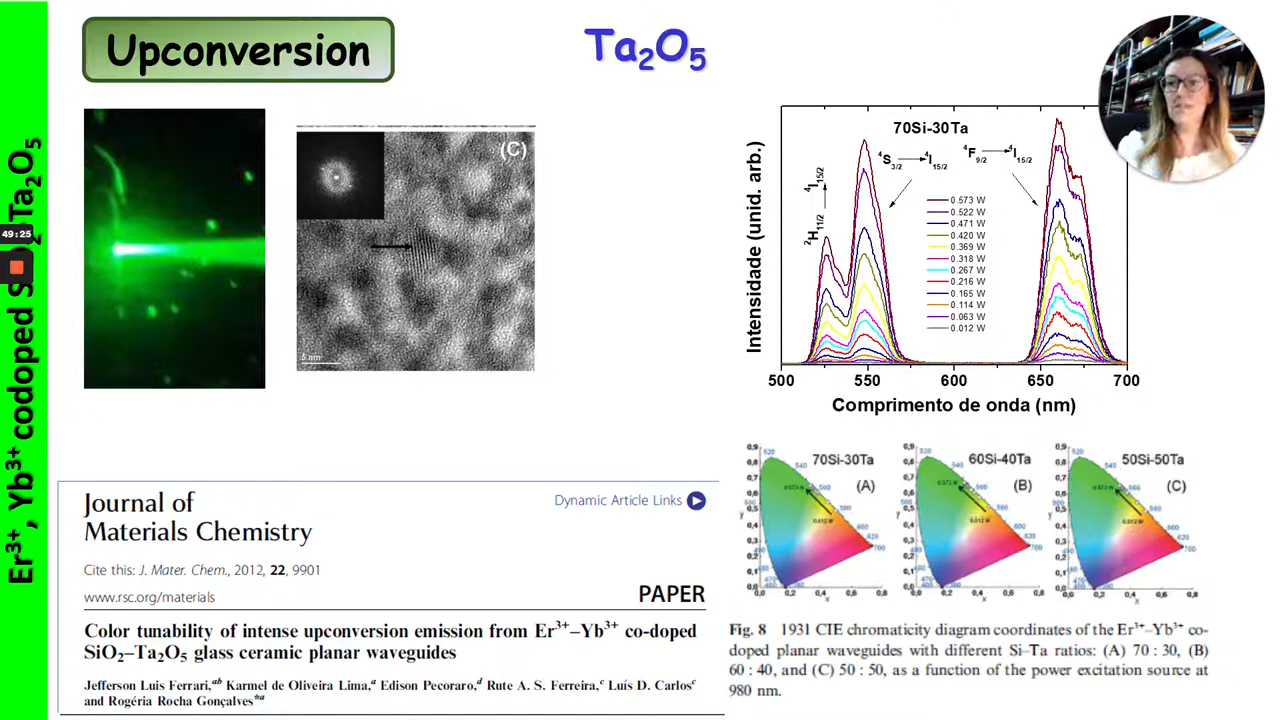 Upconversion
Ta₂O₅
Er³⁺, Yb³⁺ codoped S
Ta₂O₅
49:25
(C)
5 nm
70Si-30Ta
⁴S₃/₂ → ⁴I₁₅/₂
⁴F₉/₂ → ⁴I₁₅/₂
²H₁₁/₂ → ⁴I₁₅/₂
0.573 W
0.522 W
0.471 W
0.420 W
0.369 W
0.318 W
0.267 W
0.216 W
0.165 W
0.114 W
0.063 W
0.012 W
Intensidade (unid. arb.)
500 550 600 650 700
Comprimento de onda (nm)
70Si-30Ta
(A)
60Si-40Ta
(B)
50Si-50Ta
(C)
Journal of
Materials Chemistry
Dynamic Article Links
Cite this: J. Mater. Chem., 2012, 22, 9901
www.rsc.org/materials
PAPER
Color tunability of intense upconversion emission from Er³⁺–Yb³⁺ co-doped
SiO₂–Ta₂O₅ glass ceramic planar waveguides
Jefferson Luis Ferrari,ᵃᵇ Karmel de Oliveira Lima,ᵃ Edison Pecoraro,ᵈ Rute A. S. Ferreira,ᶜ Luís D. Carlosᶜ
and Rogéria Rocha Gonçalves*ᵃ
Fig. 8 1931 CIE chromaticity diagram coordinates of the Er³⁺–Yb³⁺ co-
doped planar waveguides with different Si–Ta ratios: (A) 70 : 30, (B)
60 : 40, and (C) 50 : 50, as a function of the power excitation source at
980 nm.